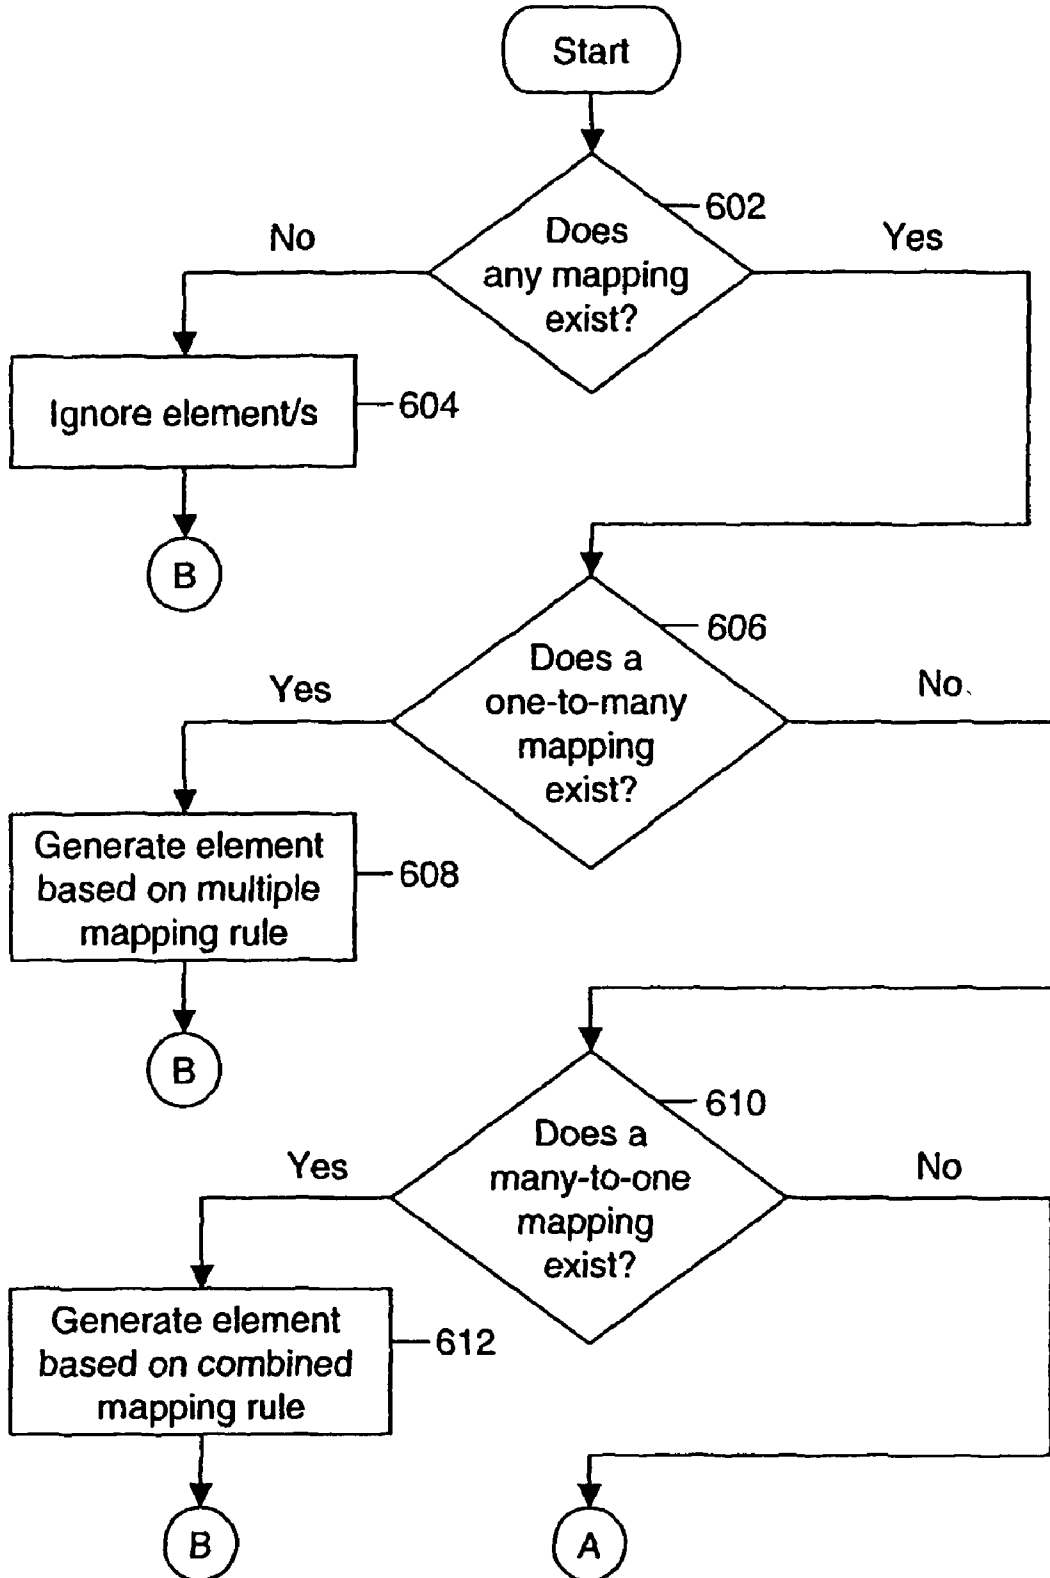 Start
602
Does
any mapping
exist?
No
Yes
Ignore element/s
604
B
606
Does a
one-to-many
mapping
exist?
Yes
No
Generate element
based on multiple
mapping rule
608
B
610
Does a
many-to-one
mapping
exist?
Yes
No
Generate element
based on combined
mapping rule
612
B
A